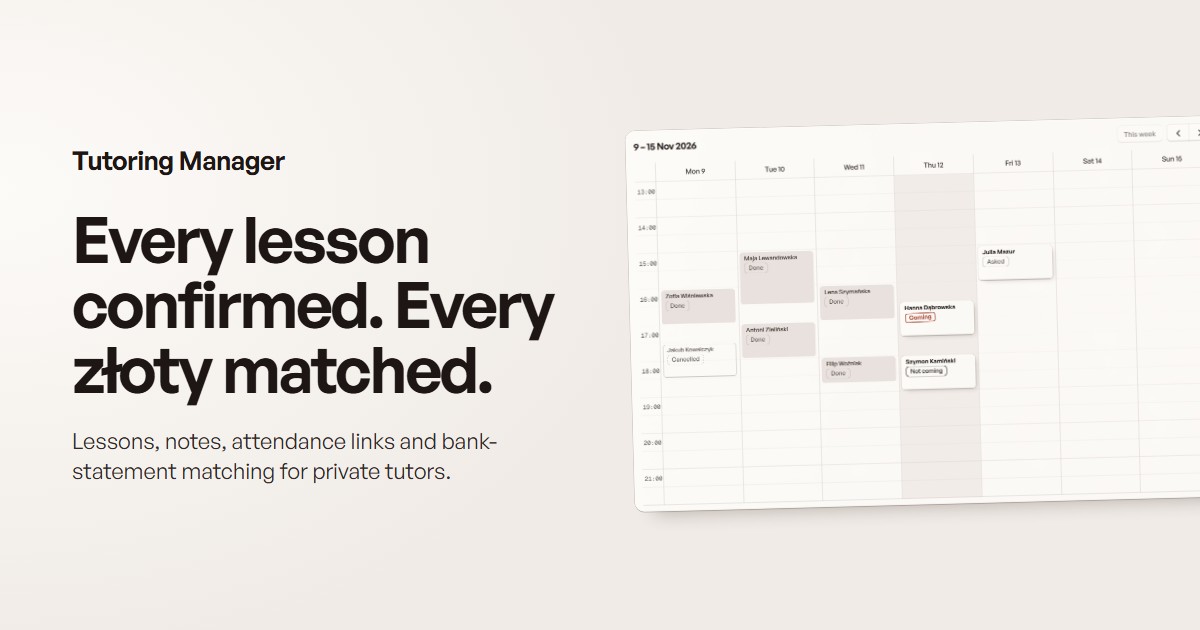 Tutoring Manager
Every lesson
confirmed. Every
złoty matched.
Lessons, notes, attendance links and bank-
statement matching for private tutors.
9–15 Nov 2026
This week
Mon 9
Tue 10
Wed 11
Thu 12
Fri 13
Sat 14
Sun 15
13:00
14:00
15:00
16:00
17:00
18:00
19:00
20:00
21:00
Zofia Wiśniewska
Done
Jakub Kowalczyk
Cancelled
Maja Lewandowska
Done
Antoni Zieliński
Done
Lena Szymańska
Done
Filip Woźniak
Done
Hanna Dąbrowska
Coming
Szymon Kamiński
Not coming
Julia Mazur
Asked